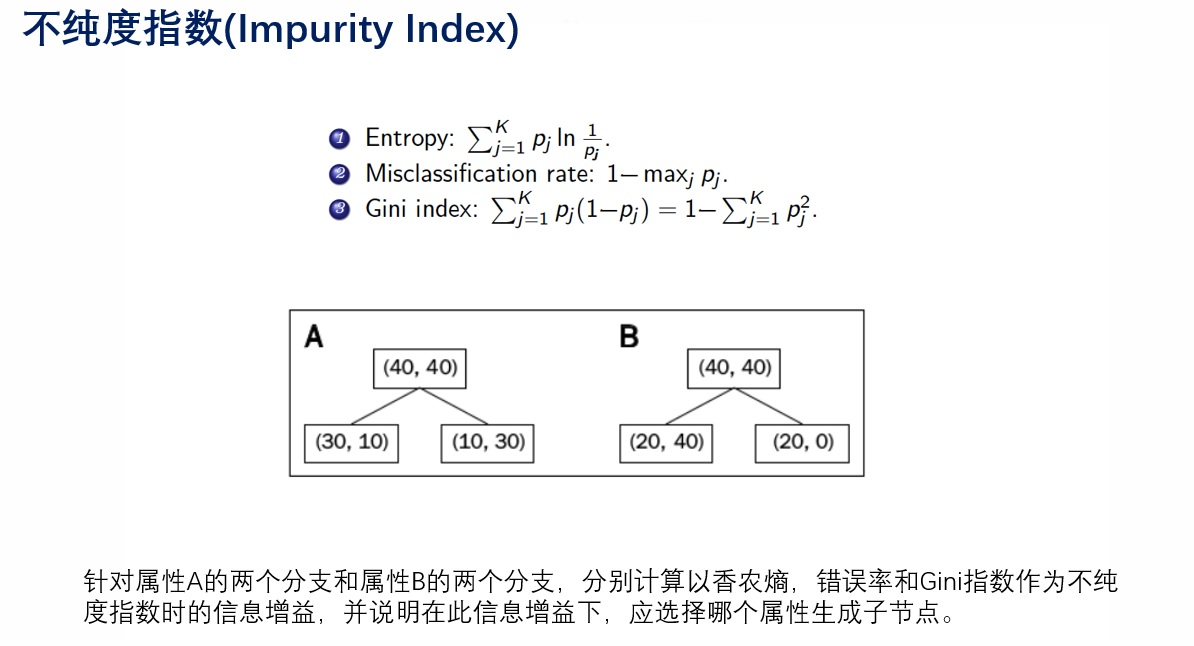 不纯度指数(Impurity Index)
1 Entropy: $\sum_{j=1}^{K} p_j \ln \frac{1}{p_j}$.
2 Misclassification rate: $1-\max_j p_j$.
3 Gini index: $\sum_{j=1}^{K} p_j(1-p_j) = 1-\sum_{j=1}^{K} p_j^2$.
A
(40, 40)
(30, 10) (10, 30)
B
(40, 40)
(20, 40) (20, 0)
针对属性A的两个分支和属性B的两个分支，分别计算以香农熵，错误率和Gini指数作为不纯
度指数时的信息增益，并说明在此信息增益下，应选择哪个属性生成子节点。